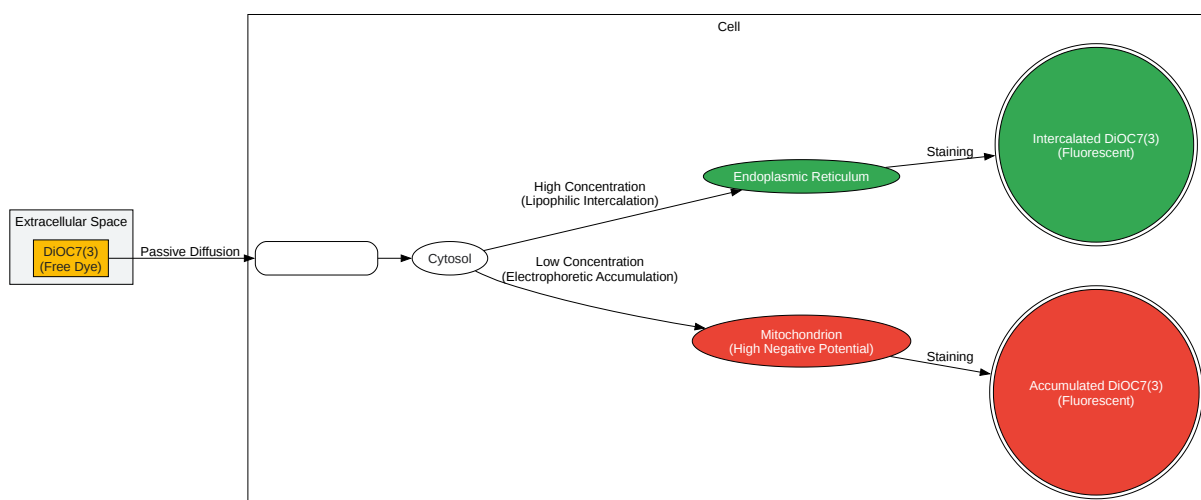 Cell
Extracellular Space
DiOC7(3)
(Free Dye)
Passive Diffusion
Cytosol
High Concentration
(Lipophilic Intercalation)
Low Concentration
(Electrophoretic Accumulation)
Endoplasmic Reticulum
Mitochondrion
(High Negative Potential)
Staining
Intercalated DiOC7(3)
(Fluorescent)
Staining
Accumulated DiOC7(3)
(Fluorescent)